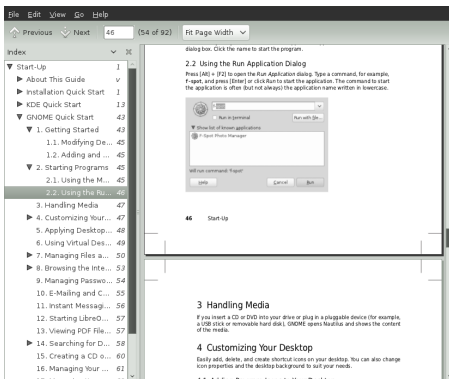 File Edit View Go Help
Previous Next 46 (54 of 92) Fit Page Width
Index
Start-Up 1
About This Guide v
Installation Quick Start 1
KDE Quick Start 13
GNOME Quick Start 43
1. Getting Started 43
1.1. Modifying De... 45
1.2. Adding and ... 45
2. Starting Programs 45
2.1. Using the M... 45
2.2. Using the Ru... 46
3. Handling Media 47
4. Customizing Your... 47
5. Applying Desktop... 48
6. Using Virtual Des... 49
7. Managing Files a... 50
8. Browsing the Inte... 53
9. Managing Passwo... 54
10. E-Mailing and C... 55
11. Instant Messagi... 56
12. Starting LibreO... 57
13. Viewing PDF File... 57
14. Searching for D... 58
15. Creating a CD o... 60
16. Managing Your ... 61
dialog box. Click the name to start the program.
2.2 Using the Run Application Dialog
Press [Alt] + [F2] to open the Run Application dialog. Type a command, for example,
f-spot, and press [Enter] or click Run to start the application. The command to start
the application is often (but not always) the application name written in lowercase.
Run in terminal Run with file...
Show list of known applications
F-Spot Photo Manager
Will run command: 'f-spot'
Help Cancel Run
46 Start-Up
3 Handling Media
If you insert a CD or DVD into your drive or plug in a pluggable device (for example,
a USB stick or removable hard disk), GNOME opens Nautilus and shows the content
of the media.
4 Customizing Your Desktop
Easily add, delete, and create shortcut icons on your desktop. You can also change
icon properties and the desktop background to suit your needs.